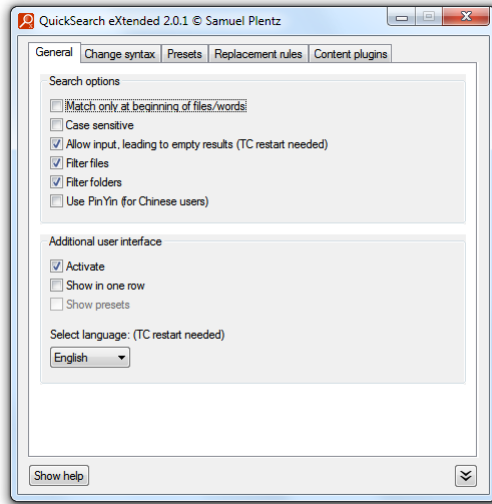 QuickSearch eXtended 2.0.1 © Samuel Plentz
General
Change syntax
Presets
Replacement rules
Content plugins
Search options
Match only at beginning of files/words
Case sensitive
Allow input, leading to empty results (TC restart needed)
Filter files
Filter folders
Use PinYin (for Chinese users)
Additional user interface
Activate
Show in one row
Show presets
Select language: (TC restart needed)
English
Show help